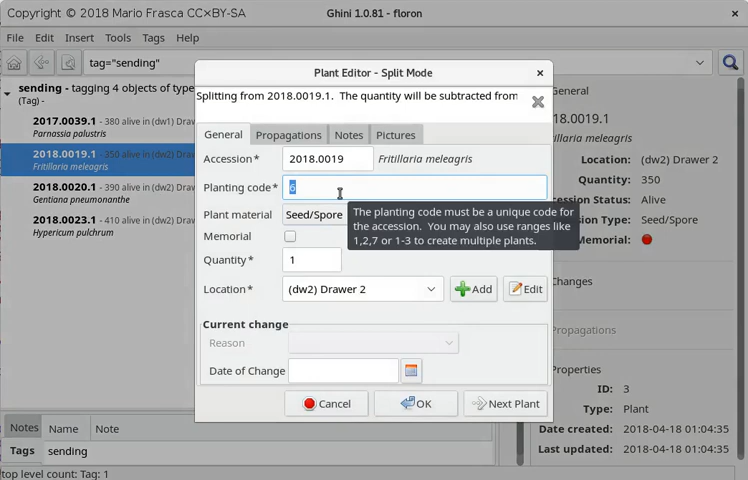 Copyright © 2018 Mario Frasca CC×BY-SA
Ghini 1.0.81 - floron
File Edit Insert Tools Tags Help
tag="sending"
sending - tagging 4 objects of type
(Tag) -
2017.0039.1 - 380 alive in (dw1) Draw
Parnassia palustris
2018.0019.1 - 350 alive in (dw2) Draw
Fritillaria meleagris
2018.0020.1 - 390 alive in (dw2) Draw
Gentiana pneumonanthe
2018.0023.1 - 410 alive in (dw3) Draw
Hypericum pulchrum
Plant Editor - Split Mode
Splitting from 2018.0019.1. The quantity will be subtracted from
General Propagations Notes Pictures
Accession* 2018.0019 Fritillaria meleagris
Planting code* 6
Plant material Seed/Spore
The planting code must be a unique code for
the accession. You may also use ranges like
1,2,7 or 1-3 to create multiple plants.
Memorial
Quantity* 1
Location* (dw2) Drawer 2 Add Edit
Current change
Reason
Date of Change
Cancel OK Next Plant
General
18.0019.1
illaria meleagris
Location: (dw2) Drawer 2
Quantity: 350
ession Status: Alive
sion Type: Seed/Spore
Memorial:
Changes
Propagations
Properties
ID: 3
Type: Plant
Date created: 2018-04-18 01:04:35
Last updated: 2018-04-18 01:04:35
Notes Name Note
Tags sending
top level count: Tag: 1